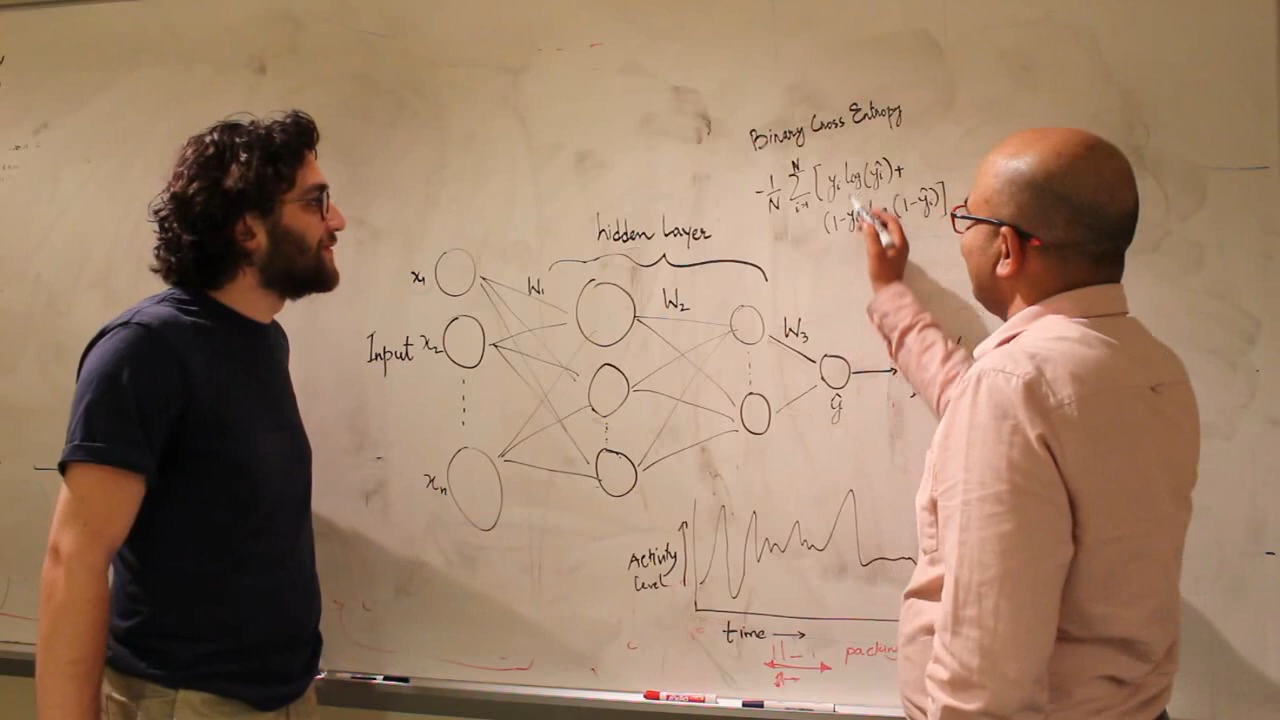 Binary Cross Entropy
-1/N Σ i=1 N [ yᵢ log(ŷᵢ) +
(1-yᵢ) (1-ŷᵢ) ]
hidden Layer
x₁
W₁
W₂
W₃
Input x₂
ŷ
xₙ
Activity
level
time